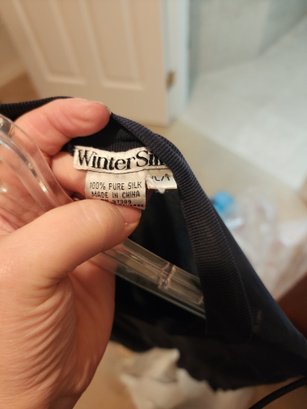 WinterSil
100% PURE SILK
MADE IN CHINA